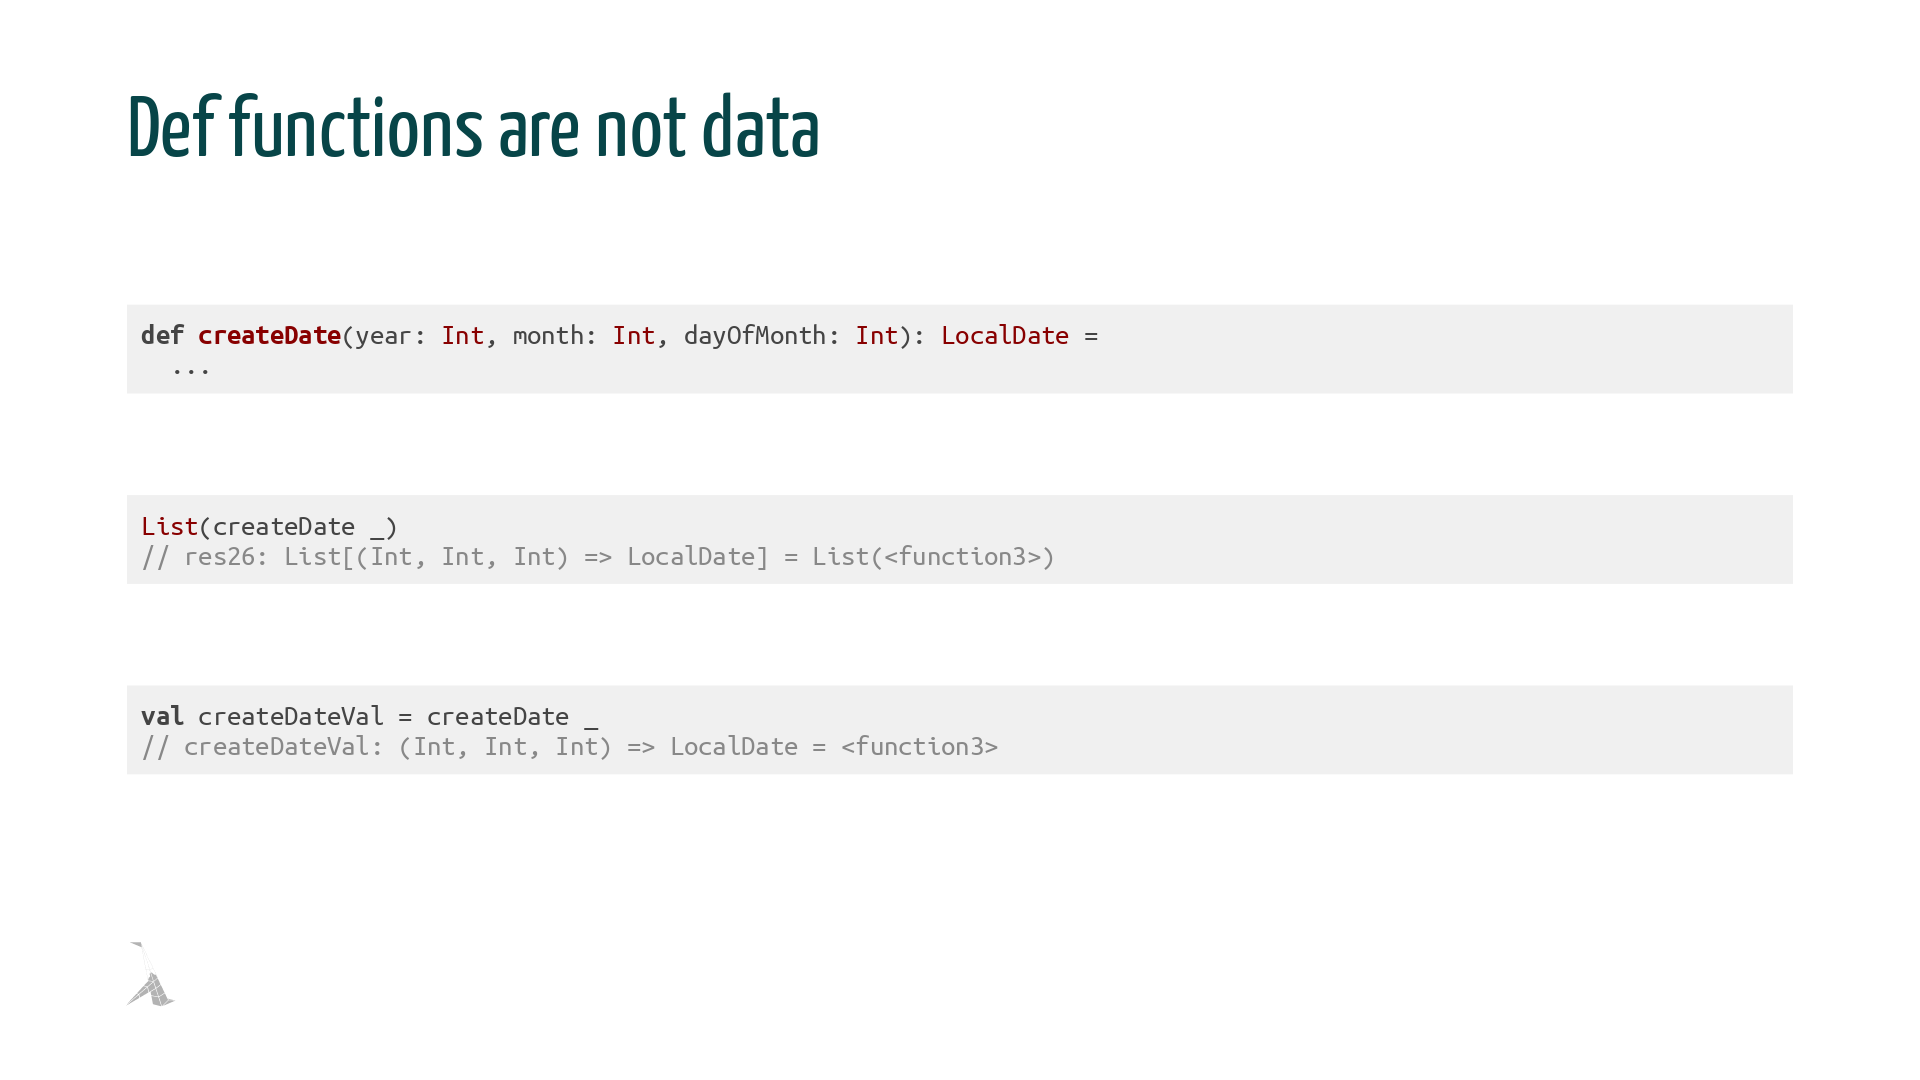 Def functions are not data
def createDate(year: Int, month: Int, dayOfMonth: Int): LocalDate =
  ...
List(createDate _)
// res26: List[(Int, Int, Int) => LocalDate] = List(<function3>)
val createDateVal = createDate _
// createDateVal: (Int, Int, Int) => LocalDate = <function3>